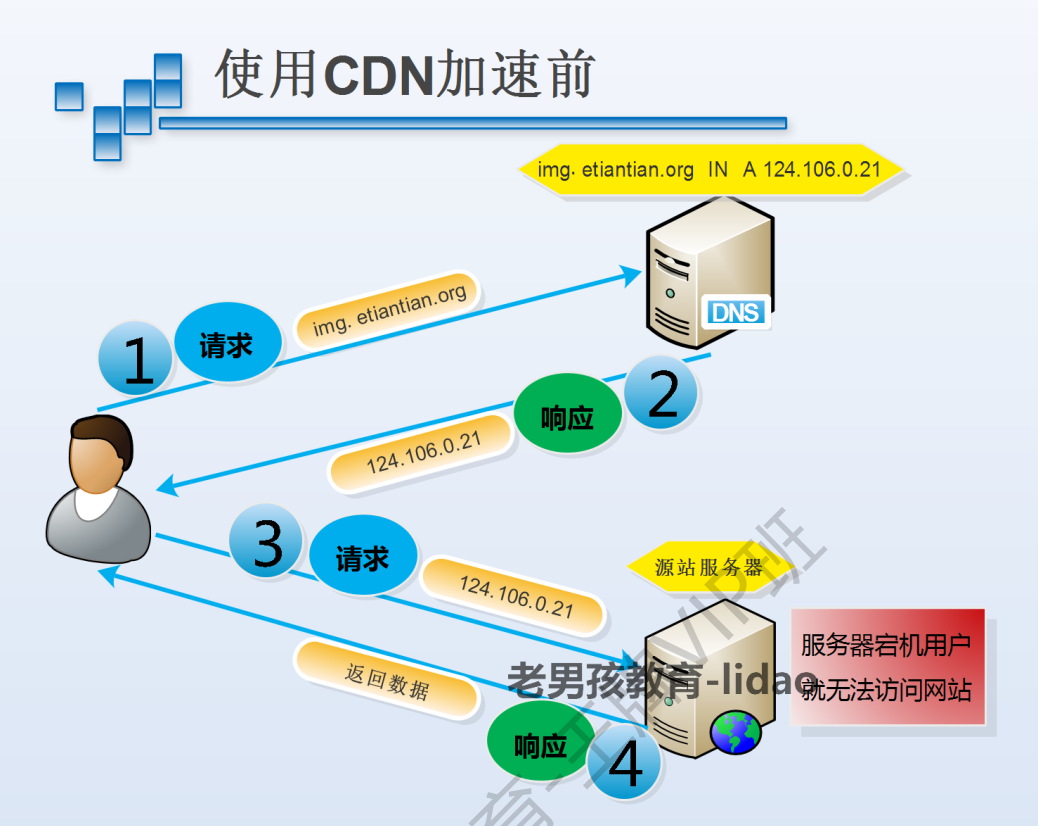 使用CDN加速前
img. etiantian.org IN A 124.106.0.21
DNS
1
请求
img. etiantian.org
2
响应
124.106.0.21
3
请求
124.106.0.21
源站服务器
服务器宕机用户
就无法访问网站
老男孩教育-lidao
返回数据
响应
4